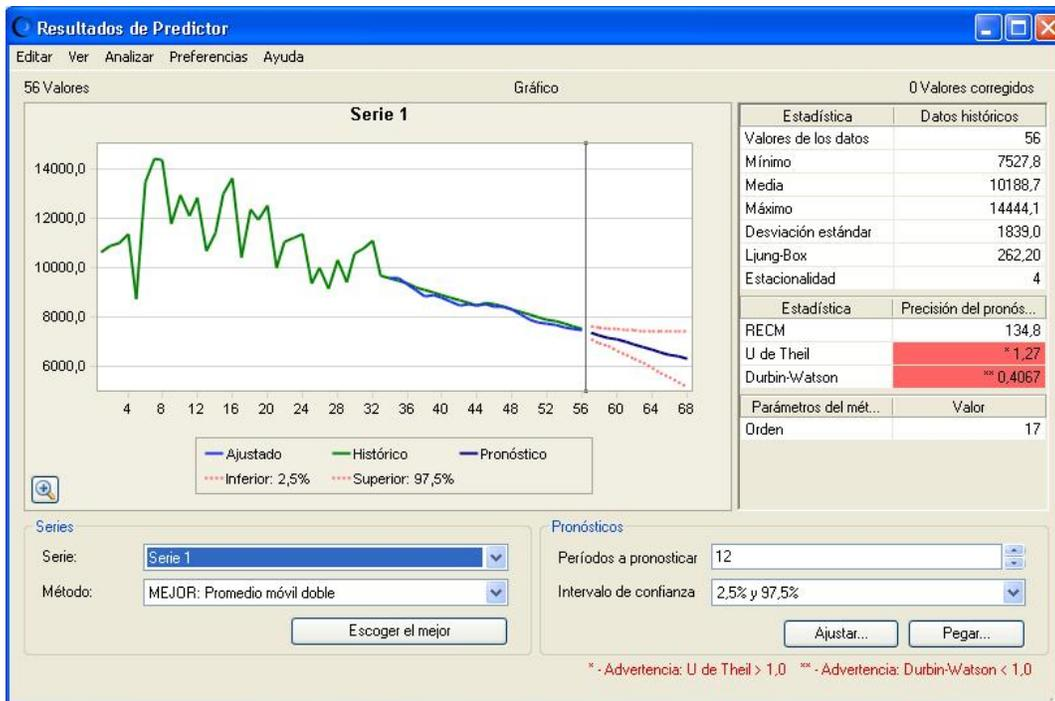 Resultados de Predictor
Editar Ver Analizar Preferencias Ayuda
56 Valores Gráfico 0 Valores corregidos
Serie 1
14000,0
12000,0
10000,0
8000,0
6000,0
4 8 12 16 20 24 28 32 36 40 44 48 52 56 60 64 68
Ajustado Histórico Pronóstico
Inferior: 2,5% Superior: 97,5%
Estadística Datos históricos
Valores de los datos 56
Mínimo 7527,8
Media 10188,7
Máximo 14444,1
Desviación estándar 1839,0
Ljung-Box 262,20
Estacionalidad 4
Estadística Precisión del pronós...
RECM 134,8
U de Theil * 1,27
Durbin-Watson ** 0,4067
Parámetros del mét... Valor
Orden 17
Series
Serie: Serie 1
Método: MEJOR: Promedio móvil doble
Escoger el mejor
Pronósticos
Períodos a pronosticar 12
Intervalo de confianza 2,5% y 97,5%
Ajustar... Pegar...
* - Advertencia: U de Theil > 1,0 ** - Advertencia: Durbin-Watson < 1,0